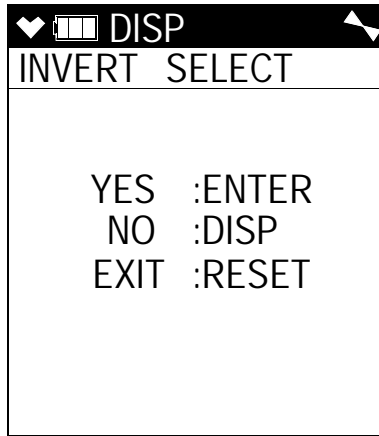 DISP
INVERT SELECT
YES :ENTER
NO :DISP
EXIT :RESET